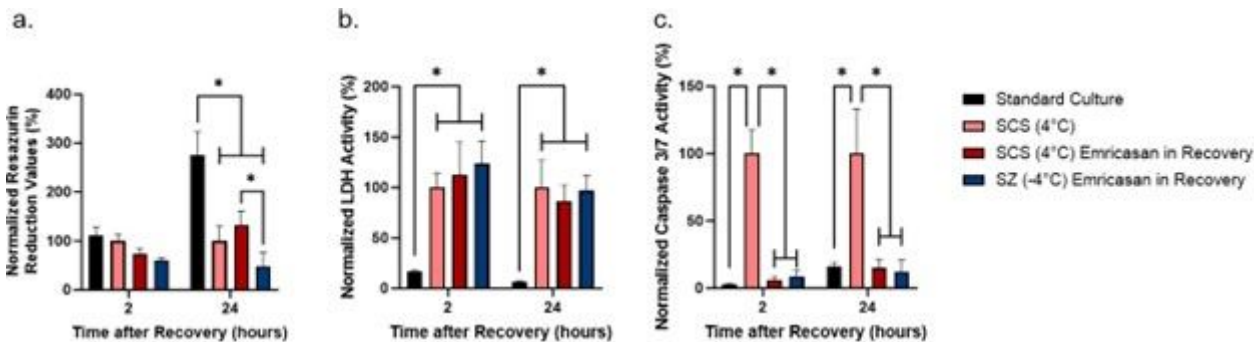 a.
Normalized Resazurin
Reduction Values (%)
400
300
200
100
0
*
*
2
24
Time after Recovery (hours)
b.
Normalized LDH Activity (%)
200
150
100
50
0
*
*
2
24
Time after Recovery (hours)
c.
Normalized Caspase 3/7 Activity (%)
150
100
50
0
* *
* *
2
24
Time after Recovery (hours)
Standard Culture
SCS (4°C)
SCS (4°C) Emricasan in Recovery
SZ (-4°C) Emricasan in Recovery